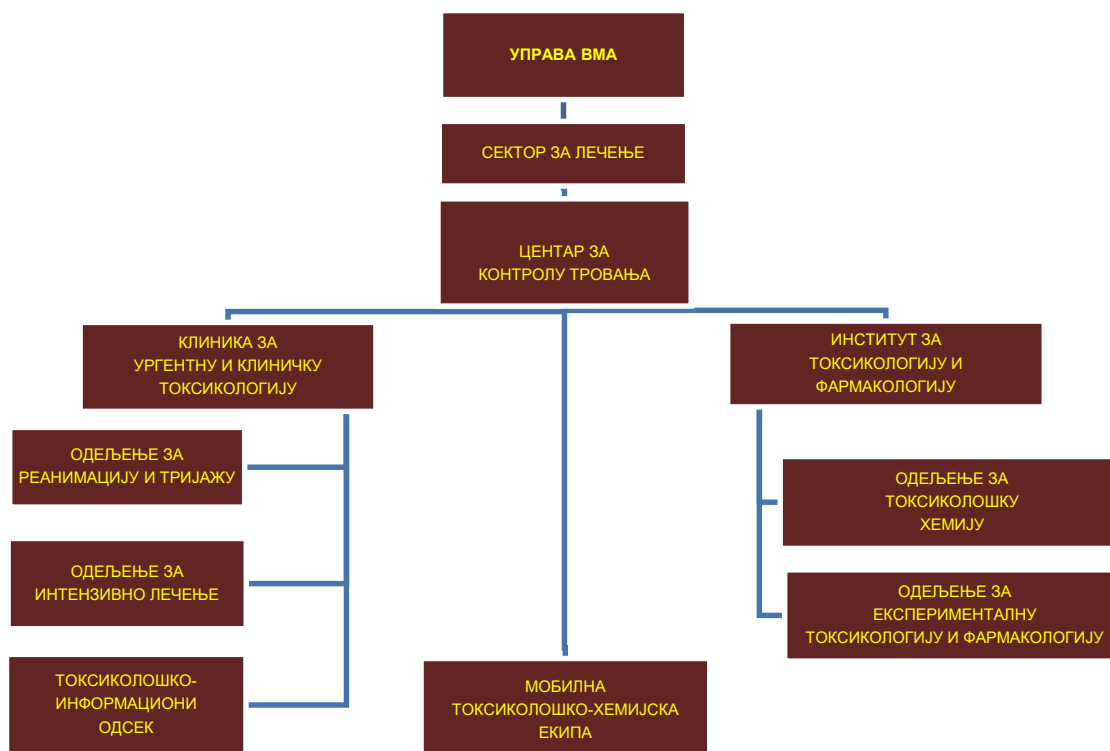 УПРАВА ВМА
СЕКТОР ЗА ЛЕЧЕЊЕ
ЦЕНТАР ЗА
КОНТРОЛУ ТРОВАЊА
КЛИНИКА ЗА
УРГЕНТНУ И КЛИНИЧКУ
ТОКСИКОЛОГИЈУ
ИНСТИТУТ ЗА
ТОКСИКОЛОГИЈУ И
ФАРМАКОЛОГИЈУ
ОДЕЉЕЊЕ ЗА
РЕАНИМАЦИЈУ И ТРИЈАЖУ
ОДЕЉЕЊЕ ЗА
ИНТЕНЗИВНО ЛЕЧЕЊЕ
ТОКСИКОЛОШКО-
ИНФОРМАЦИОНИ
ОДСЕК
МОБИЛНА
ТОКСИКОЛОШКО-ХЕМИЈСКА
ЕКИПА
ОДЕЉЕЊЕ ЗА
ТОКСИКОЛОШКУ
ХЕМИЈУ
ОДЕЉЕЊЕ ЗА
ЕКСПЕРИМЕНТАЛНУ
ТОКСИКОЛОГИЈУ И ФАРМАКОЛОГИЈУ